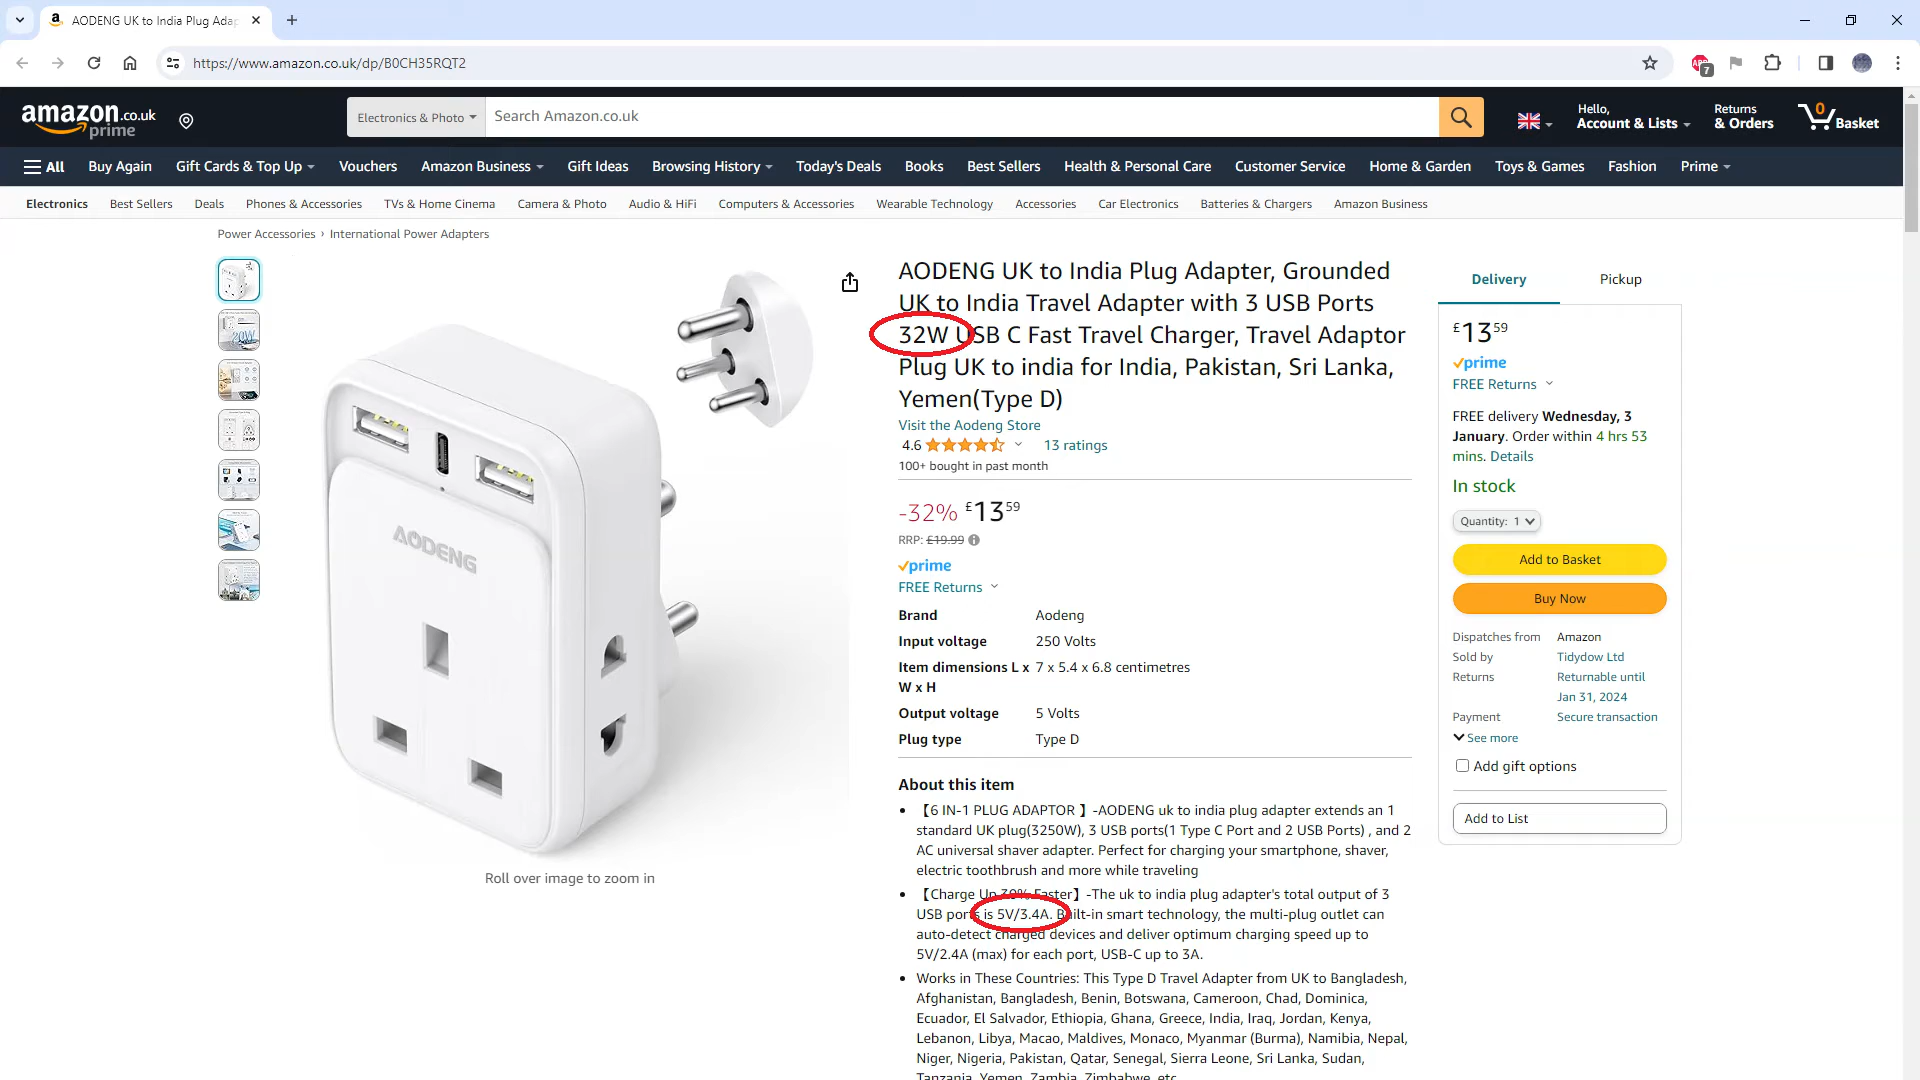 AODENG UK to India Plug Adap
https://www.amazon.co.uk/dp/B0CH35RQT2
7
amazon.co.uk
prime
Electronics & Photo
Search Amazon.co.uk
Hello,
Account & Lists
Returns
& Orders
0
Basket
All
Buy Again
Gift Cards & Top Up
Vouchers
Amazon Business
Gift Ideas
Browsing History
Today's Deals
Books
Best Sellers
Health & Personal Care
Customer Service
Home & Garden
Toys & Games
Fashion
Prime
Electronics
Best Sellers
Deals
Phones & Accessories
TVs & Home Cinema
Camera & Photo
Audio & HiFi
Computers & Accessories
Wearable Technology
Accessories
Car Electronics
Batteries & Chargers
Amazon Business
Power Accessories › International Power Adapters
AODENG
Roll over image to zoom in
AODENG UK to India Plug Adapter, Grounded
UK to India Travel Adapter with 3 USB Ports
32W USB C Fast Travel Charger, Travel Adaptor
Plug UK to india for India, Pakistan, Sri Lanka,
Yemen(Type D)
Visit the Aodeng Store
4.6
13 ratings
100+ bought in past month
-32% £13 59
RRP: £19.99
prime
FREE Returns
Brand Aodeng
Input voltage 250 Volts
Item dimensions L x 7 x 5.4 x 6.8 centimetres
W x H
Output voltage 5 Volts
Plug type Type D
About this item
• 【6 IN-1 PLUG ADAPTOR 】-AODENG uk to india plug adapter extends an 1
standard UK plug(3250W), 3 USB ports(1 Type C Port and 2 USB Ports) , and 2
AC universal shaver adapter. Perfect for charging your smartphone, shaver,
electric toothbrush and more while traveling
• 【Charge Up 30% Faster】-The uk to india plug adapter's total output of 3
USB ports is 5V/3.4A. Built-in smart technology, the multi-plug outlet can
auto-detect charged devices and deliver optimum charging speed up to
5V/2.4A (max) for each port, USB-C up to 3A.
• Works in These Countries: This Type D Travel Adapter from UK to Bangladesh,
Afghanistan, Bangladesh, Benin, Botswana, Cameroon, Chad, Dominica,
Ecuador, El Salvador, Ethiopia, Ghana, Greece, India, Iraq, Jordan, Kenya,
Lebanon, Libya, Macao, Maldives, Monaco, Myanmar (Burma), Namibia, Nepal,
Niger, Nigeria, Pakistan, Qatar, Senegal, Sierra Leone, Sri Lanka, Sudan,
Tanzania, Yemen, Zambia, Zimbabwe, etc
Delivery
Pickup
£13 59
prime
FREE Returns
FREE delivery Wednesday, 3
January. Order within 4 hrs 53
mins. Details
In stock
Quantity: 1
Add to Basket
Buy Now
Dispatches from Amazon
Sold by Tidydow Ltd
Returns Returnable until
Jan 31, 2024
Payment Secure transaction
See more
Add gift options
Add to List